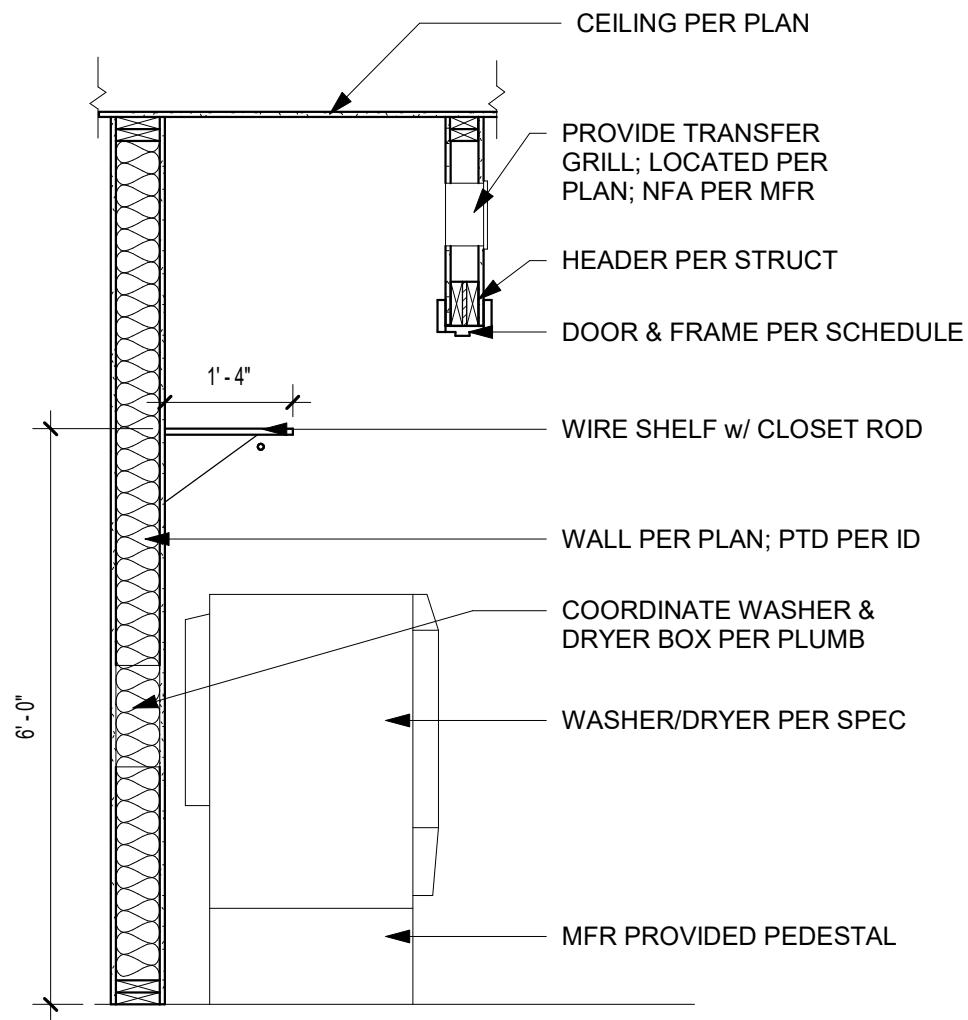 CEILING PER PLAN
PROVIDE TRANSFER
GRILL; LOCATED PER
PLAN; NFA PER MFR
HEADER PER STRUCT
DOOR & FRAME PER SCHEDULE
1' - 4"
WIRE SHELF w/ CLOSET ROD
WALL PER PLAN; PTD PER ID
COORDINATE WASHER &
DRYER BOX PER PLUMB
6' - 0"
WASHER/DRYER PER SPEC
MFR PROVIDED PEDESTAL